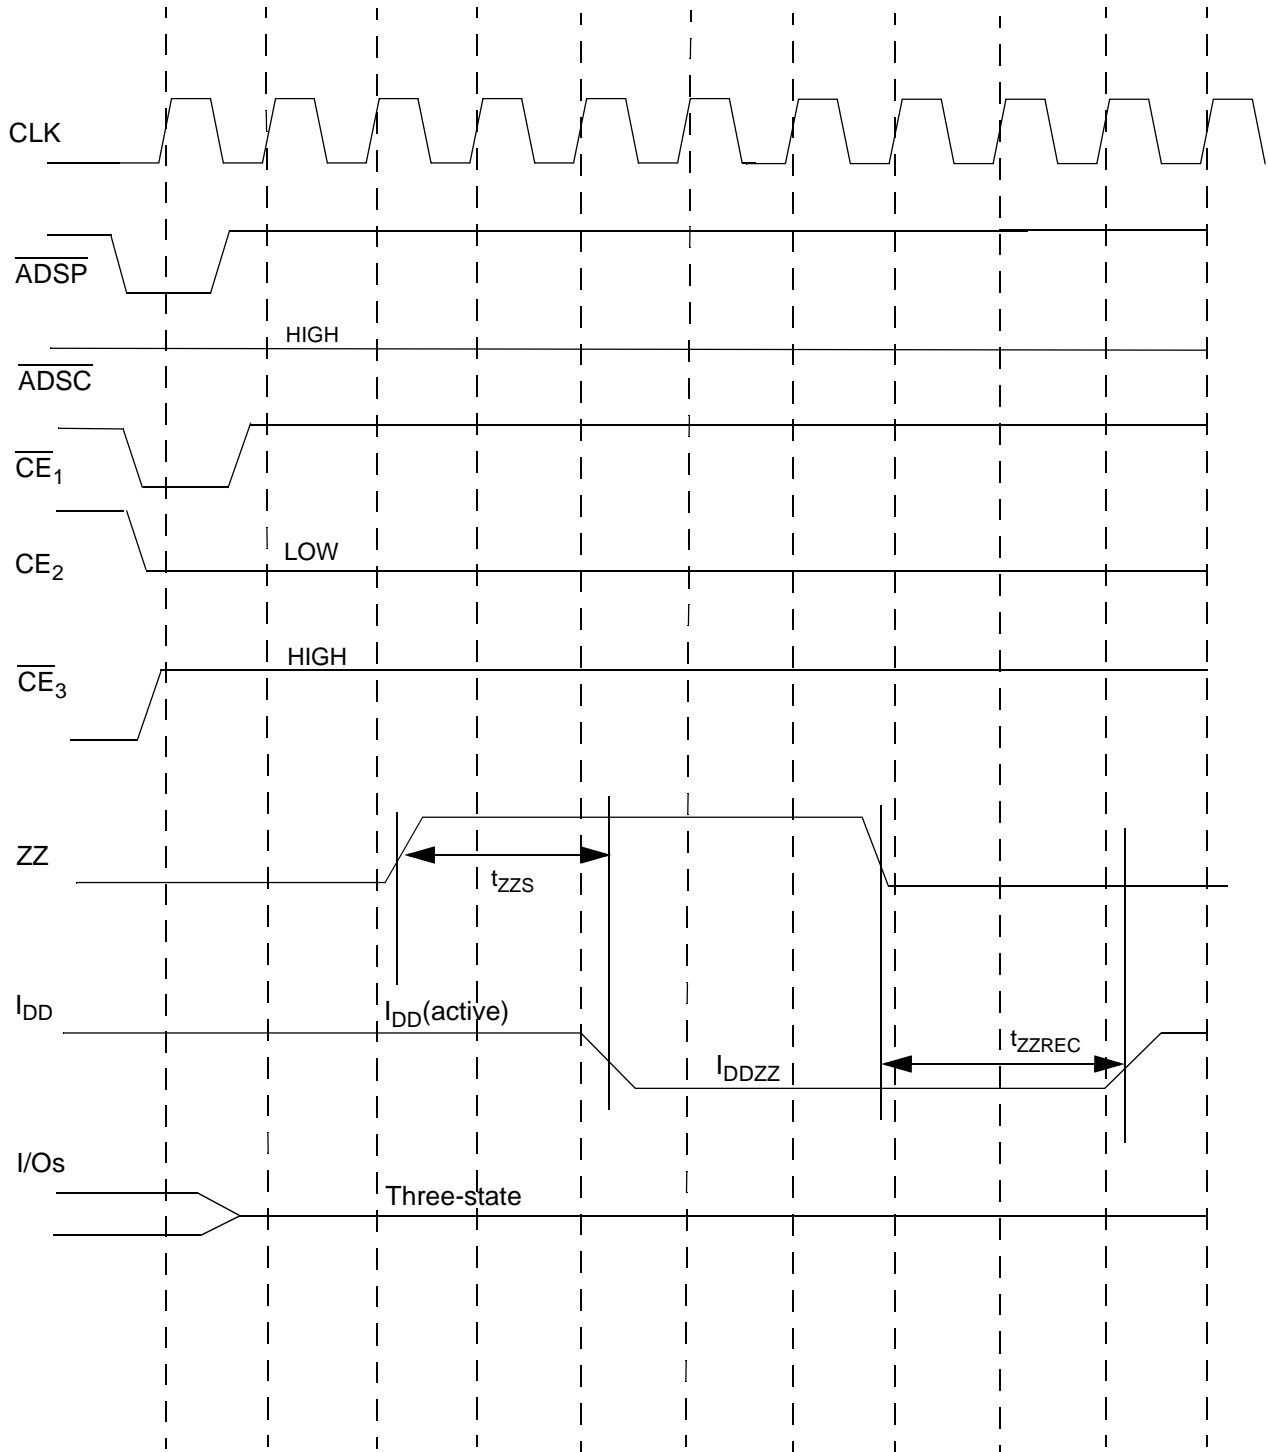 CLK
ADSP
HIGH
ADSC
CE1
LOW
CE2
HIGH
CE3
ZZ
tZZS
IDD
IDD(active)
tZZREC
IDDZZ
I/Os
Three-state